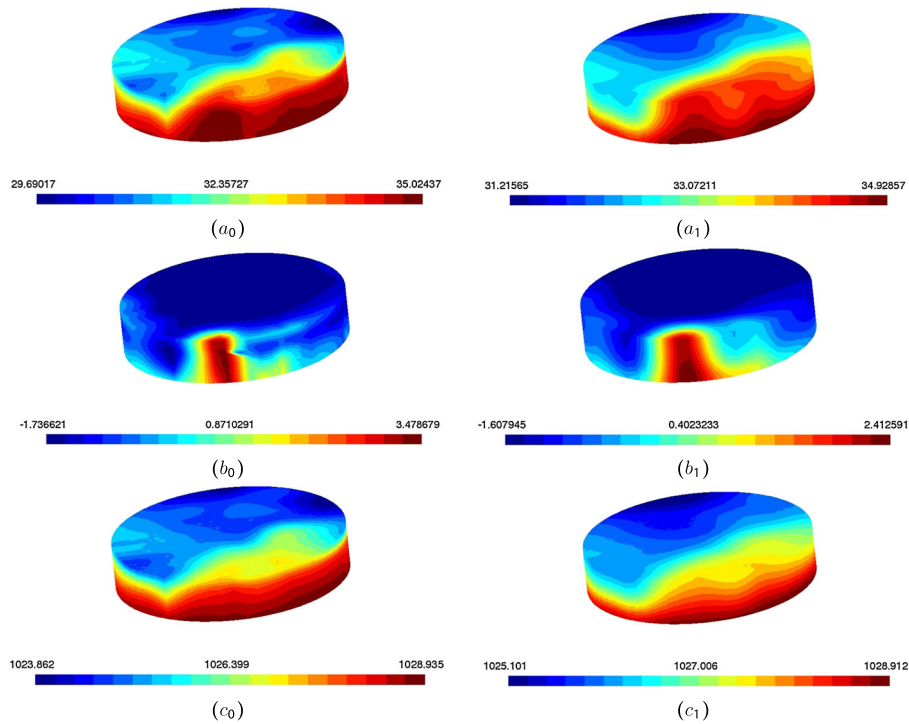 29.69017 32.35727 35.02437
31.21565 33.07211 34.92857
(a0)
(a1)
-1.736621 0.8710291 3.478679
-1.607945 0.4023233 2.412591
(b0)
(b1)
1023.862 1026.399 1028.935
1025.101 1027.006 1028.912
(c0)
(c1)